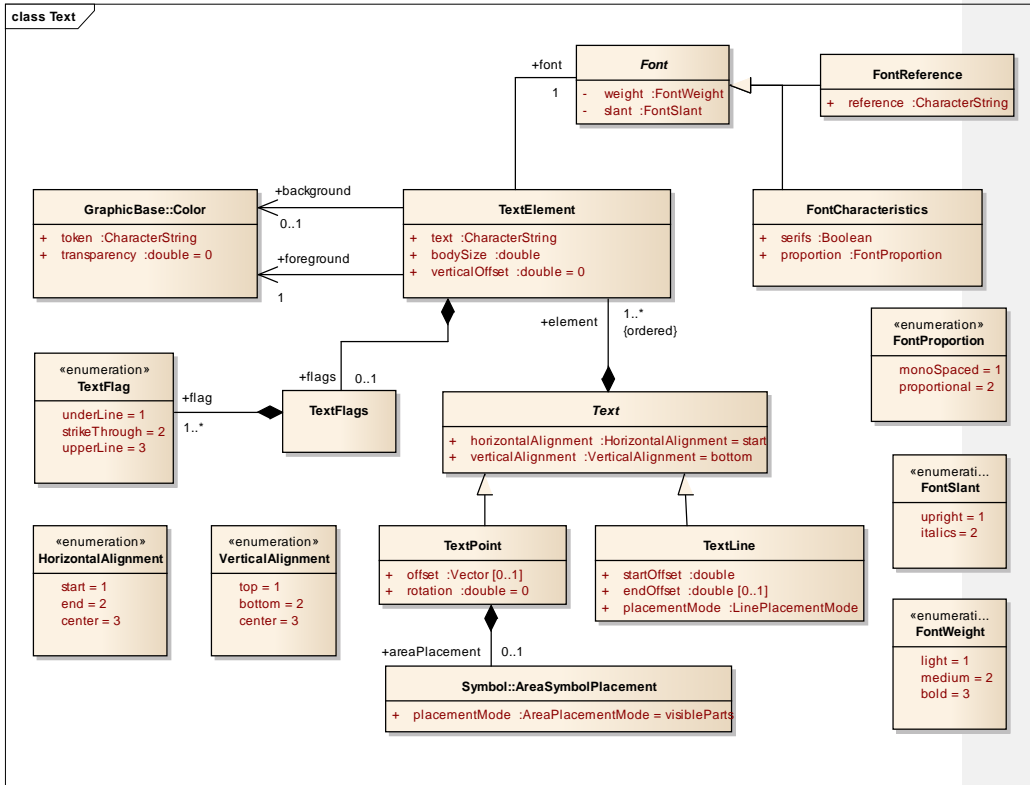 class Text
Font
- weight :FontWeight
- slant :FontSlant
FontReference
+ reference :CharacterString
+font
1
GraphicBase::Color
+ token :CharacterString
+ transparency :double = 0
+background
0..1
+foreground
1
TextElement
+ text :CharacterString
+ bodySize :double
+ verticalOffset :double = 0
FontCharacteristics
+ serifs :Boolean
+ proportion :FontProportion
+element
1..*
{ordered}
«enumeration»
FontProportion
monoSpaced = 1
proportional = 2
«enumeration»
TextFlag
underLine = 1
strikeThrough = 2
upperLine = 3
+flag
1..*
+flags
0..1
TextFlags
Text
+ horizontalAlignment :HorizontalAlignment = start
+ verticalAlignment :VerticalAlignment = bottom
«enumerati...
FontSlant
upright = 1
italics = 2
«enumeration»
HorizontalAlignment
start = 1
end = 2
center = 3
«enumeration»
VerticalAlignment
top = 1
bottom = 2
center = 3
TextPoint
+ offset :Vector [0..1]
+ rotation :double = 0
TextLine
+ startOffset :double
+ endOffset :double [0..1]
+ placementMode :LinePlacementMode
«enumerati...
FontWeight
light = 1
medium = 2
bold = 3
+areaPlacement
0..1
Symbol::AreaSymbolPlacement
+ placementMode :AreaPlacementMode = visibleParts